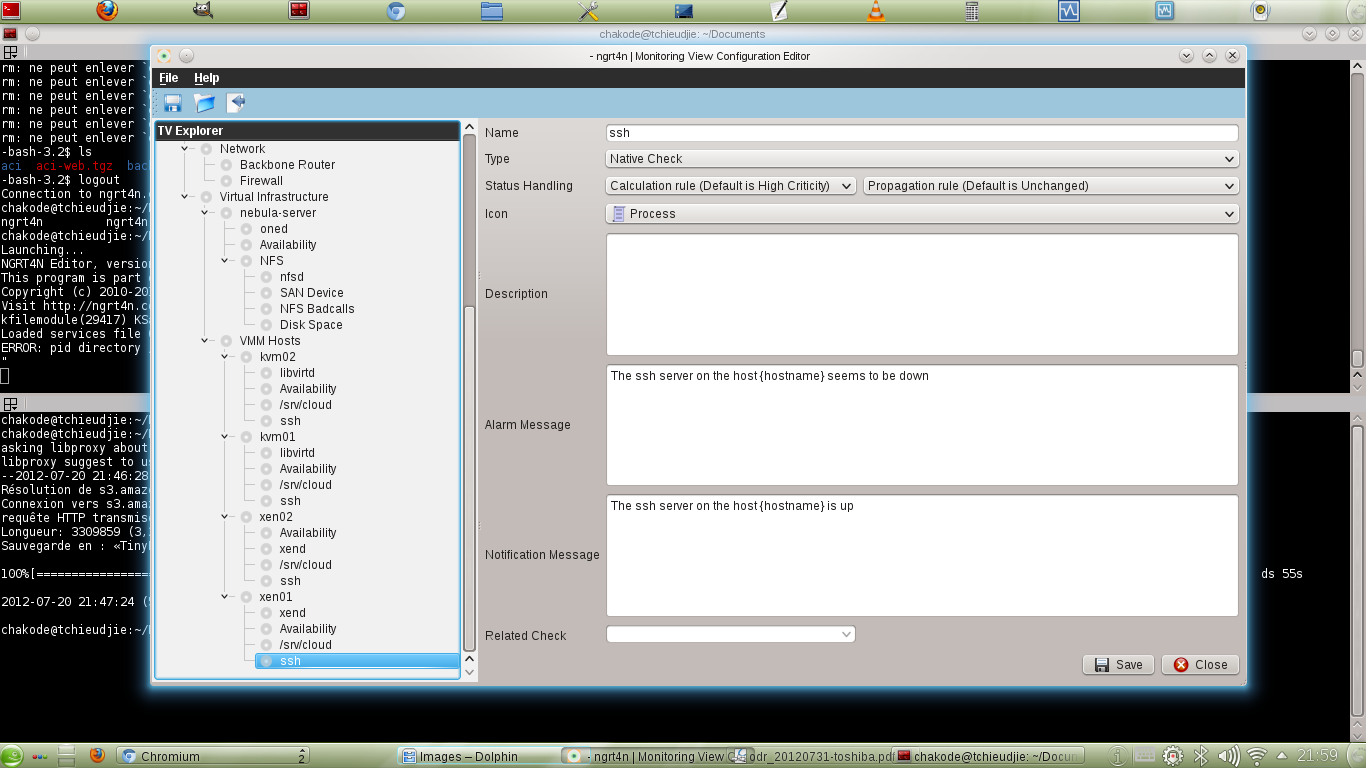 chakode@tchieudjie: ~/Documents
- ngrt4n | Monitoring View Configuration Editor
File Help
TV Explorer
Network
Backbone Router
Firewall
Virtual Infrastructure
nebula-server
oned
Availability
NFS
nfsd
SAN Device
NFS Badcalls
Disk Space
VMM Hosts
kvm02
libvirtd
Availability
/srv/cloud
ssh
kvm01
libvirtd
Availability
/srv/cloud
ssh
xen02
Availability
xend
/srv/cloud
ssh
xen01
xend
Availability
/srv/cloud
ssh
Name ssh
Type Native Check
Status Handling Calculation rule (Default is High Criticity) Propagation rule (Default is Unchanged)
Icon Process
Description
Alarm Message The ssh server on the host {hostname} seems to be down
Notification Message The ssh server on the host {hostname} is up
Related Check
Save Close
rm: ne peut enlever `
rm: ne peut enlever `
rm: ne peut enlever `
rm: ne peut enlever `
rm: ne peut enlever `
rm: ne peut enlever `
-bash-3.2$ ls
aci aci-web.tgz
-bash-3.2$ logout
Connection to ngrt4n.
chakode@tchieudjie:~/
ngrt4n ngrt4n
chakode@tchieudjie:~/
Launching...
NGRT4N Editor, versio
This program is part
Copyright (c) 2010-20
Visit http://ngrt4n.c
kfilemodule(29417) KS
Loaded services file
ERROR: pid directory
"
chakode@tchieudjie:~/
chakode@tchieudjie:~/
asking libproxy about
libproxy suggest to u
--2012-07-20 21:46:28
Résolution de s3.amaz
Connexion vers s3.ama
requête HTTP transmis
Longueur: 3309859 (3,
Sauvegarde en : «Tiny
100%[================== ds 55s
2012-07-20 21:47:24 (
chakode@tchieudjie:~/
Chromium 2
Images – Dolphin
- ngrt4n | Monitoring View C
odr_20120731-toshiba.pdf
chakode@tchieudjie: ~/Docum
21:59